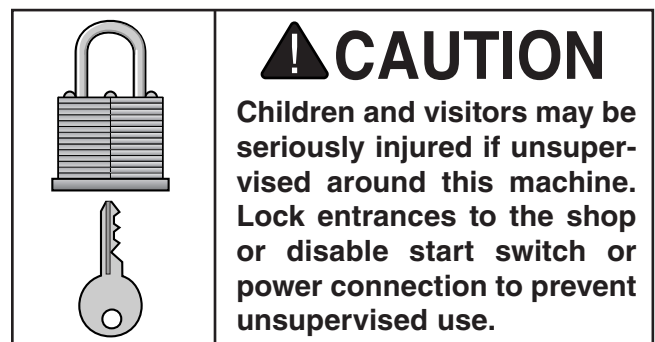 CAUTION
Children and visitors may be
seriously injured if unsuper-
vised around this machine.
Lock entrances to the shop
or disable start switch or
power connection to prevent
unsupervised use.